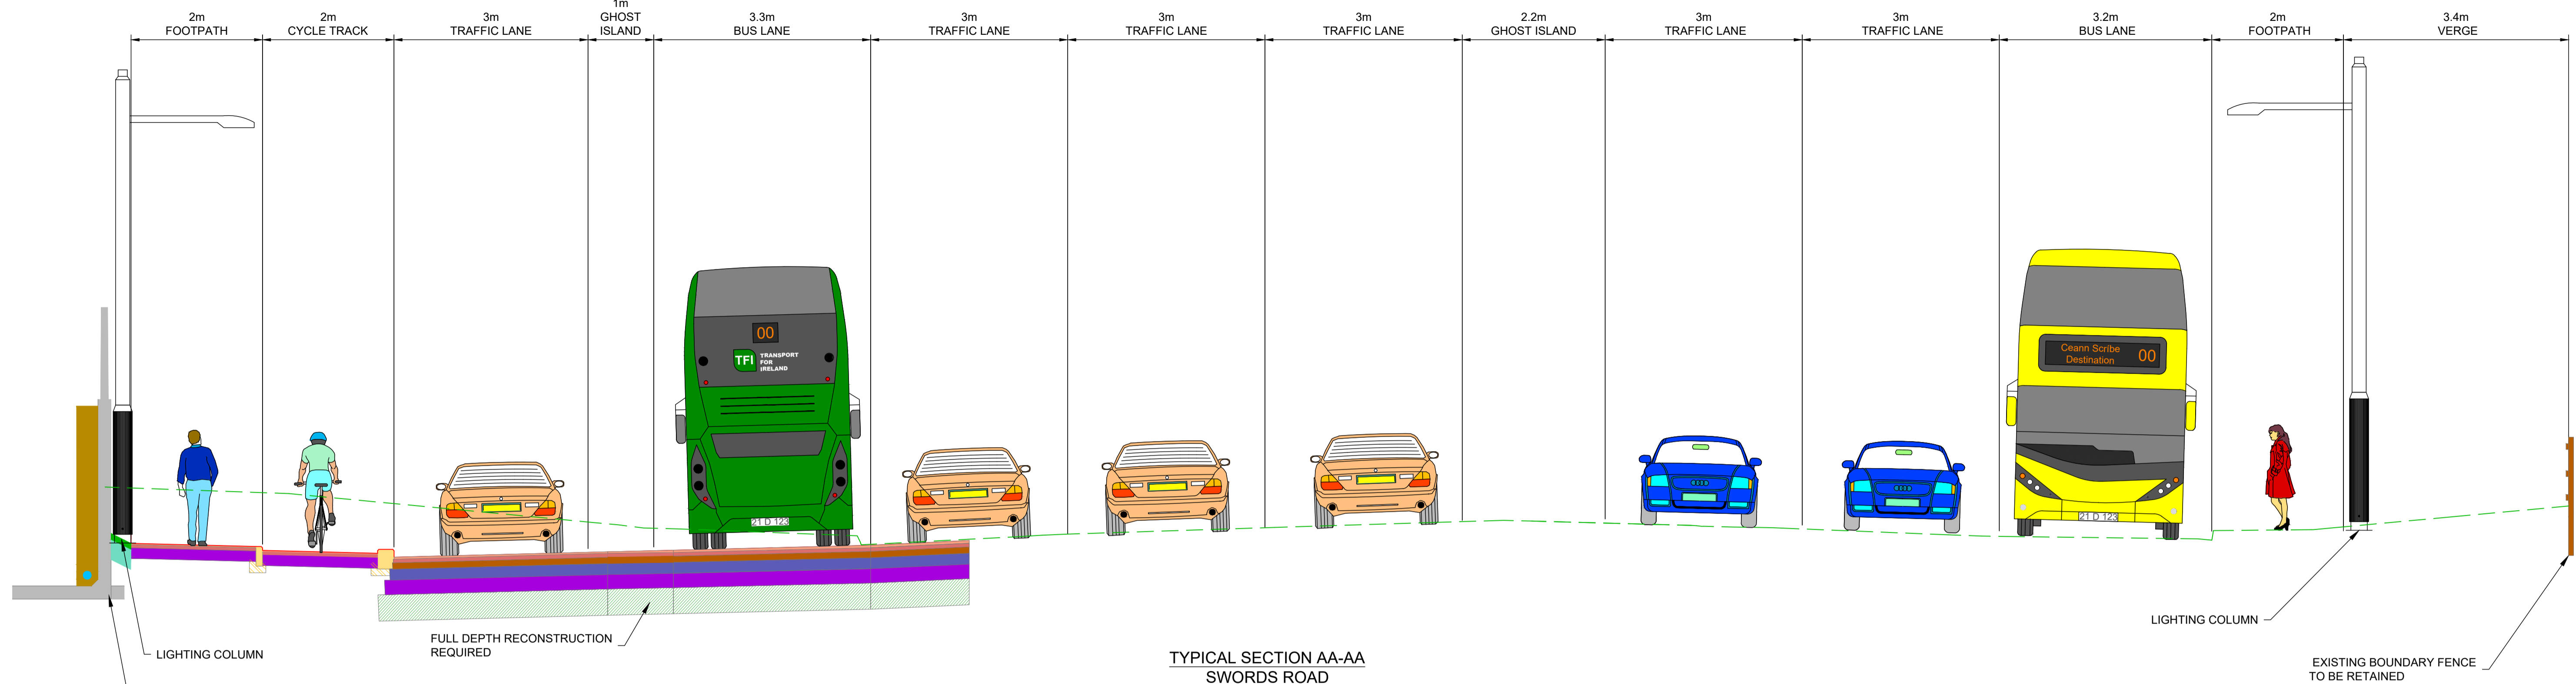 2m
FOOTPATH
2m
CYCLE TRACK
3m
TRAFFIC LANE
1m
GHOST
ISLAND
3.3m
BUS LANE
3m
TRAFFIC LANE
3m
TRAFFIC LANE
3m
TRAFFIC LANE
2.2m
GHOST ISLAND
3m
TRAFFIC LANE
3m
TRAFFIC LANE
3.2m
BUS LANE
2m
FOOTPATH
3.4m
VERGE
00
TFI
TRANSPORT
FOR
IRELAND
21 D 123
Ceann Scríbe
Destination
00
21 D 123
LIGHTING COLUMN
FULL DEPTH RECONSTRUCTION
REQUIRED
TYPICAL SECTION AA-AA
SWORDS ROAD
LIGHTING COLUMN
EXISTING BOUNDARY FENCE
TO BE RETAINED